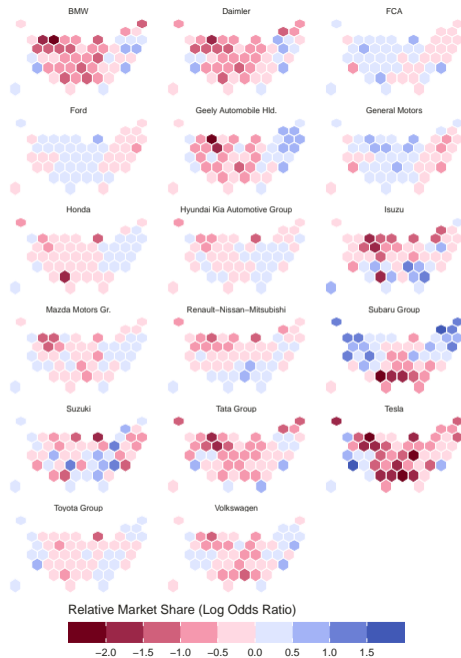 BMW Daimler FCA
Ford Geely Automobile Hld. General Motors
Honda Hyundai Kia Automotive Group Isuzu
Mazda Motors Gr. Renault−Nissan−Mitsubishi Subaru Group
Suzuki Tata Group Tesla
Toyota Group Volkswagen
Relative Market Share (Log Odds Ratio)
−2.0 −1.5 −1.0 −0.5 0.0 0.5 1.0 1.5